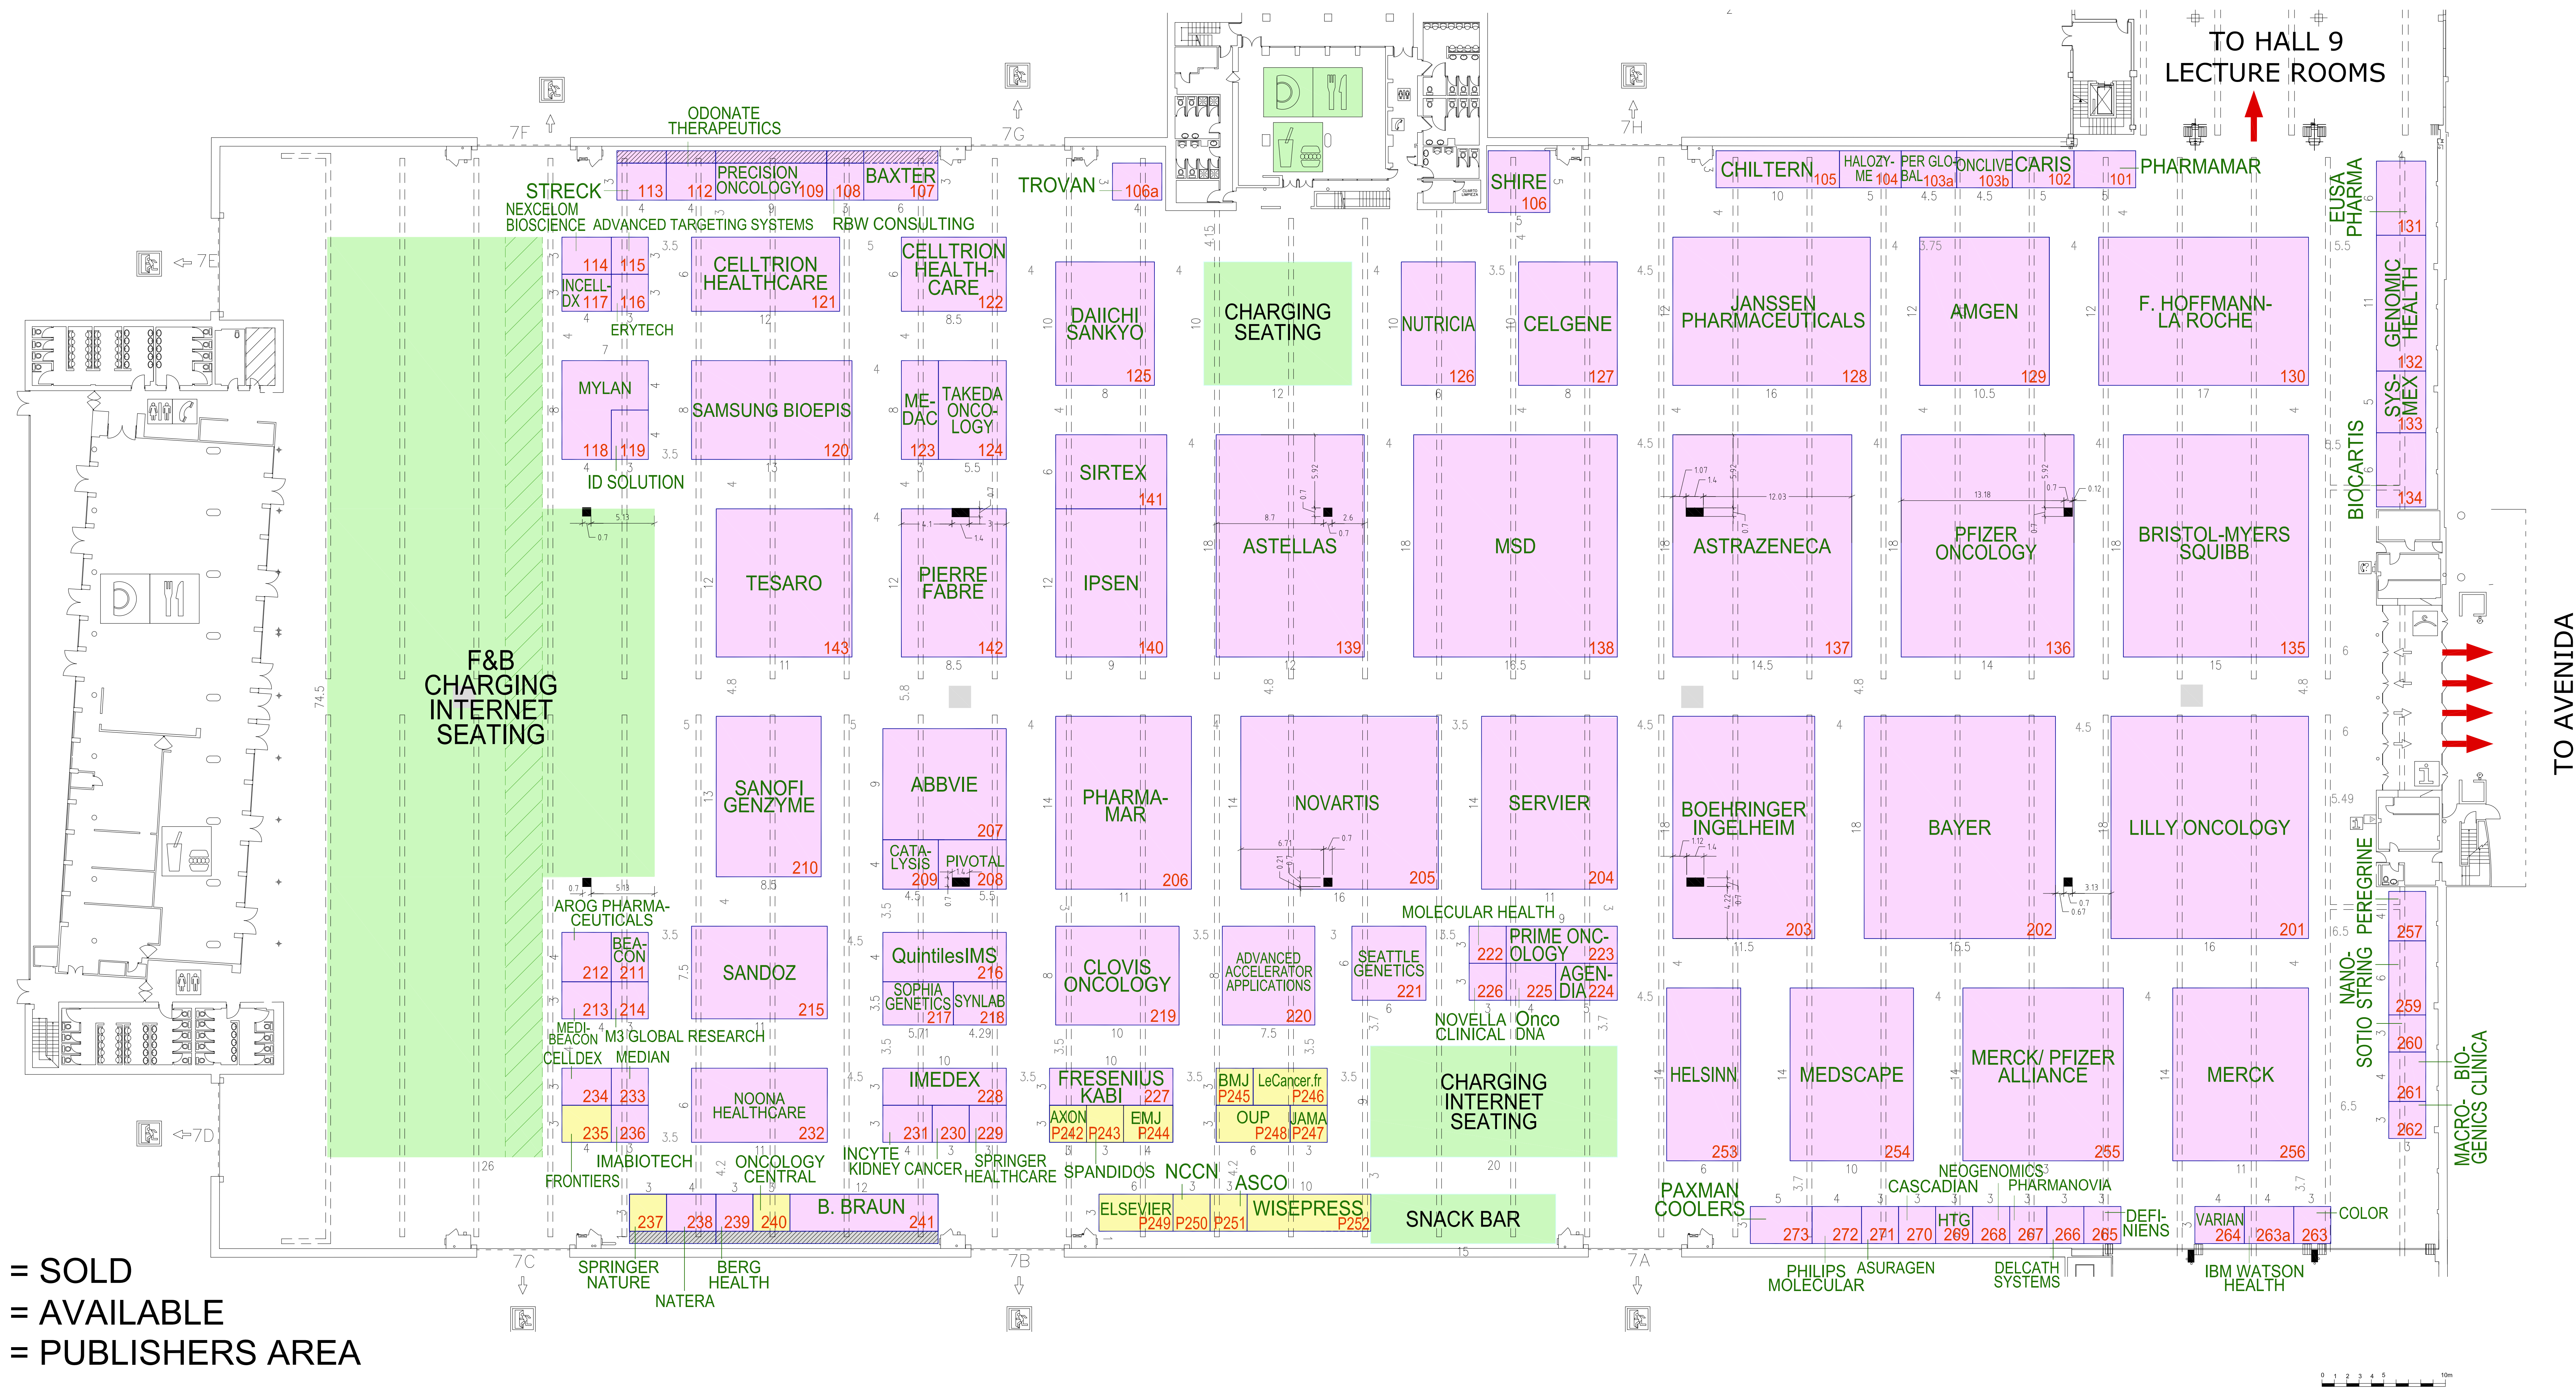 TO HALL 9
LECTURE ROOMS
TO AVENIDA
7F
7G
7H
7E
7D
7C
7B
7A
ODONATE
THERAPEUTICS
STRECK
113
112
PRECISION
ONCOLOGY
109
108
BAXTER
107
TROVAN
106a
SHIRE
106
CHILTERN
105
HALOZY-
ME 104
PER GLO-
BAL 103a
ONCLIVE
103b
CARIS
102
101
PHARMAMAR
NEXCELOM
BIOSCIENCE
ADVANCED TARGETING SYSTEMS
RBW CONSULTING
114
115
INCELL-
DX 117
116
ERYTECH
CELLTRION
HEALTHCARE
121
CELLTRION
HEALTH-
CARE
122
DAIICHI
SANKYO
125
CHARGING
SEATING
NUTRICIA
126
CELGENE
127
JANSSEN
PHARMACEUTICALS
128
AMGEN
129
F. HOFFMANN-
LA ROCHE
130
EUSA
PHARMA
131
GENOMIC
HEALTH
132
SYS-
MEX
133
BIOCARTIS
134
MYLAN
118
119
ID SOLUTION
SAMSUNG BIOEPIS
120
ME-
DAC
123
TAKEDA
ONCO-
LOGY
124
SIRTEX
141
IPSEN
140
ASTELLAS
139
MSD
138
ASTRAZENECA
137
PFIZER
ONCOLOGY
136
BRISTOL-MYERS
SQUIBB
135
TESARO
143
PIERRE
FABRE
142
F&B
CHARGING
INTERNET
SEATING
SANOFI
GENZYME
210
ABBVIE
207
CATA-
LYSIS
209
PIVOTAL
208
PHARMA-
MAR
206
NOVARTIS
205
SERVIER
204
BOEHRINGER
INGELHEIM
203
BAYER
202
LILLY ONCOLOGY
201
AROG PHARMA-
CEUTICALS
212
BEA-
CON
211
213
214
MEDI-
BEACON
M3 GLOBAL RESEARCH
SANDOZ
215
QuintilesIMS
216
SOPHIA
GENETICS
217
SYNLAB
218
CLOVIS
ONCOLOGY
219
ADVANCED
ACCELERATOR
APPLICATIONS
220
SEATTLE
GENETICS
221
MOLECULAR HEALTH
222
PRIME ONC-
OLOGY
223
226
225
AGEN-
DIA 224
NOVELLA
CLINICAL
Onco
DNA
PEREGRINE
257
NANO-
STRING
259
SOTIO
260
261
262
BIO-
CLINICA
MACRO-
GENICS
CELLDEX
MEDIAN
234
233
235
236
FRONTIERS
IMABIOTECH
NOONA
HEALTHCARE
232
IMEDEX
228
231
230
229
INCYTE
KIDNEY CANCER
SPRINGER
HEALTHCARE
FRESENIUS
KABI
227
AXON
P242
P243
EMJ
P244
SPANDIDOS
BMJ
P245
LeCancer.fr
P246
OUP
P248
JAMA
P247
CHARGING
INTERNET
SEATING
HELSINN
253
MEDSCAPE
254
MERCK/ PFIZER
ALLIANCE
255
MERCK
256
ONCOLOGY
CENTRAL
237
238
239
240
B. BRAUN
241
SPRINGER
NATURE
NATERA
BERG
HEALTH
NCCN
ASCO
ELSEVIER
P249
P250
P251
WISEPRESS
P252
SNACK BAR
PAXMAN
COOLERS
NEOGENOMICS
CASCADIAN
PHARMANOVIA
273
272
271
270
HTG
269
268
267
266
265
DEFI-
NIENS
PHILIPS
MOLECULAR
ASURAGEN
DELCATH
SYSTEMS
VARIAN
264
263a
263
COLOR
IBM WATSON
HEALTH
= SOLD
= AVAILABLE
= PUBLISHERS AREA
0 1 2 3 4 5 10m